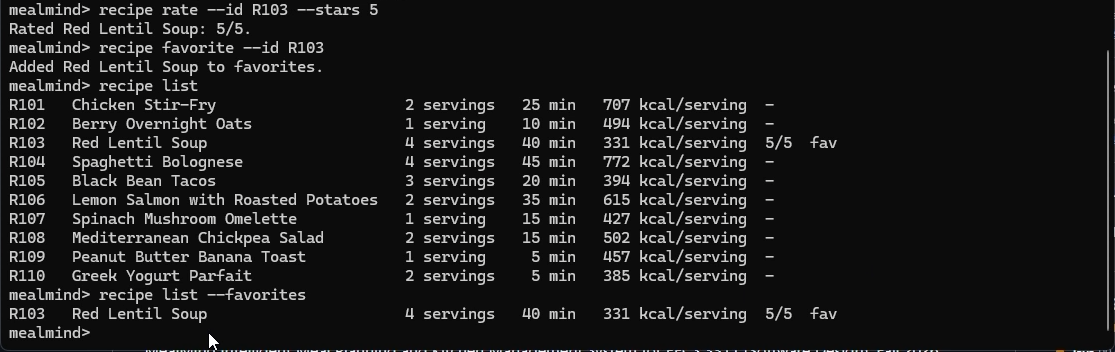 mealmind> recipe rate --id R103 --stars 5
Rated Red Lentil Soup: 5/5.
mealmind> recipe favorite --id R103
Added Red Lentil Soup to favorites.
mealmind> recipe list
R101   Chicken Stir-Fry                     2 servings   25 min   707 kcal/serving  -
R102   Berry Overnight Oats                 1 serving    10 min   494 kcal/serving  -
R103   Red Lentil Soup                      4 servings   40 min   331 kcal/serving  5/5  fav
R104   Spaghetti Bolognese                  4 servings   45 min   772 kcal/serving  -
R105   Black Bean Tacos                     3 servings   20 min   394 kcal/serving  -
R106   Lemon Salmon with Roasted Potatoes   2 servings   35 min   615 kcal/serving  -
R107   Spinach Mushroom Omelette            1 serving    15 min   427 kcal/serving  -
R108   Mediterranean Chickpea Salad         2 servings   15 min   502 kcal/serving  -
R109   Peanut Butter Banana Toast           1 serving     5 min   457 kcal/serving  -
R110   Greek Yogurt Parfait                 2 servings    5 min   385 kcal/serving  -
mealmind> recipe list --favorites
R103   Red Lentil Soup                      4 servings   40 min   331 kcal/serving  5/5  fav
mealmind>